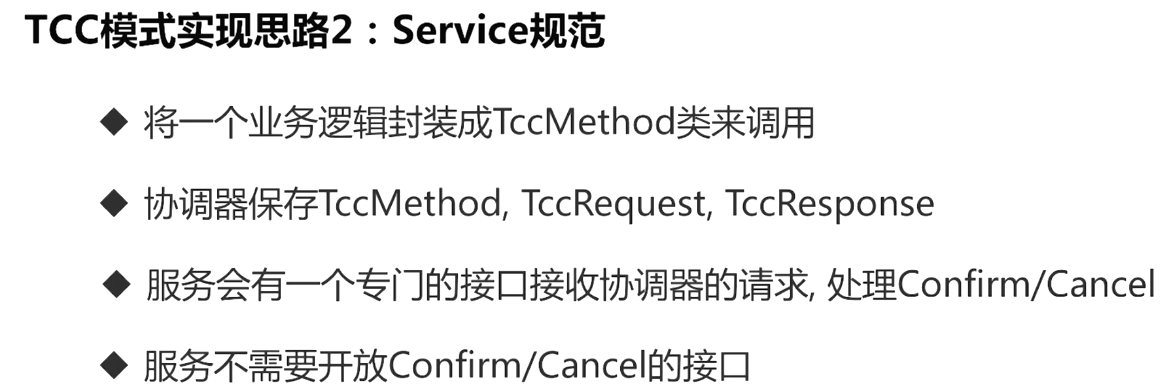 TCC模式实现思路2：Service规范
◆ 将一个业务逻辑封装成TccMethod类来调用
◆ 协调器保存TccMethod, TccRequest, TccResponse
◆ 服务会有一个专门的接口接收协调器的请求, 处理Confirm/Cancel
◆ 服务不需要开放Confirm/Cancel的接口